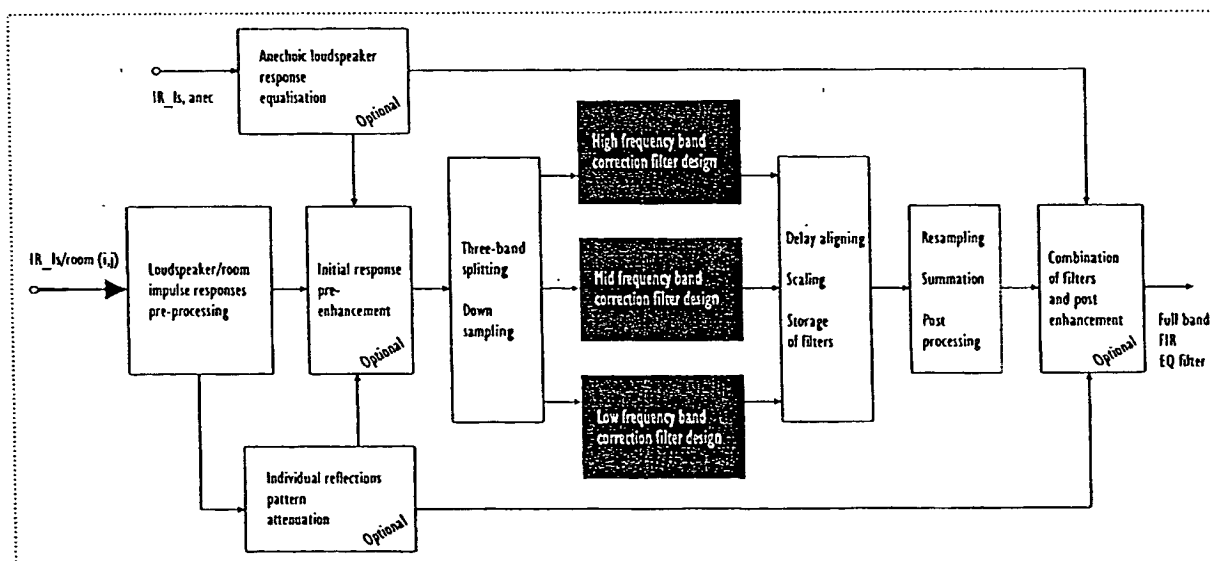 Anechoic loudspeaker
response
equalisation
Optional
IR_ls, anec
High frequency band
correction filter design
IR_ls/room (i,j)
Loudspeaker/room
impulse responses
pre-processing
Initial response
pre-
enhancement
Optional
Three-band
splitting
Down
sampling
Mid frequency band
correction filter design
Delay aligning
Scaling
Storage
of filters
Resampling
Summation
Post
processing
Combination
of filters
and post
enhancement
Optional
Full band
FIR
EQ filter
Low frequency band
correction filter design
Individual reflections
pattern
attenuation
Optional